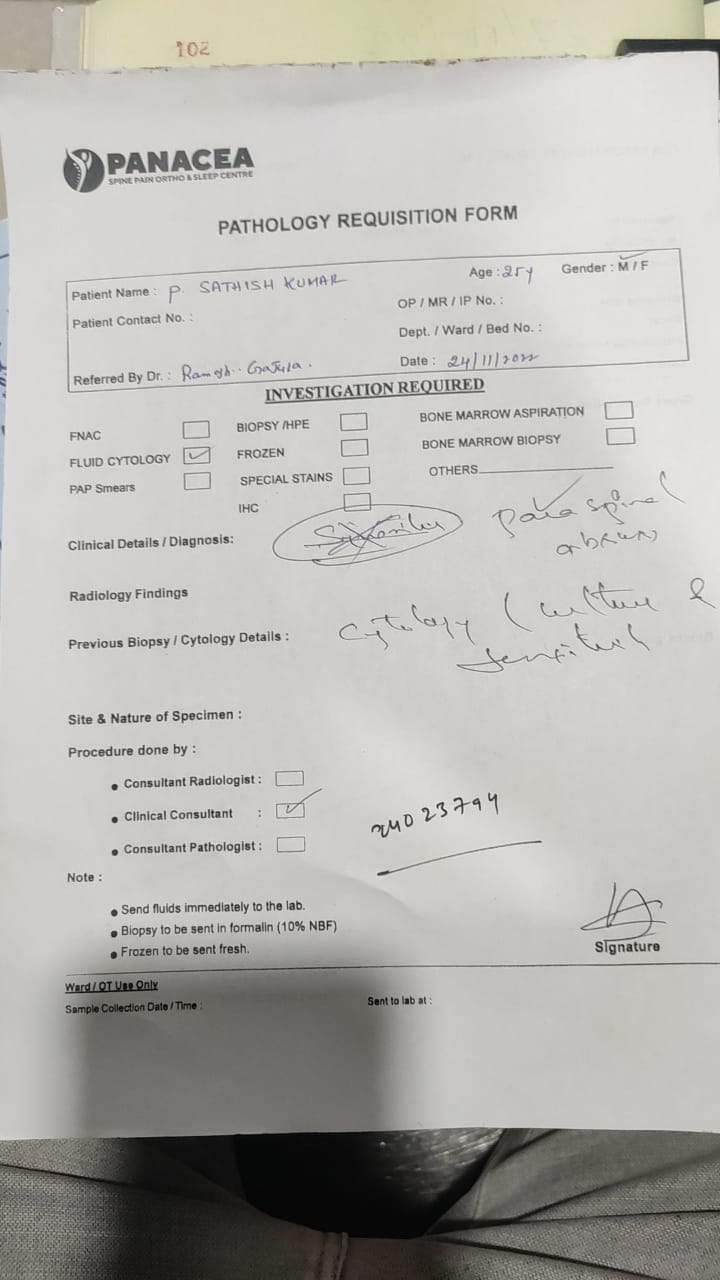 102
PANACEA
SPINE PAIN ORTHO & SLEEP CENTRE
PATHOLOGY REQUISITION FORM
Patient Name : P. SATHISH KUMAR Age : 25y Gender : M / F
Patient Contact No. : OP / MR / IP No. :
Dept. / Ward / Bed No. :
Referred By Dr. : Ramesh Gajula. Date : 24/11/2022
INVESTIGATION REQUIRED
FNAC BIOPSY /HPE BONE MARROW ASPIRATION
FLUID CYTOLOGY FROZEN BONE MARROW BIOPSY
PAP Smears SPECIAL STAINS OTHERS
IHC
Clinical Details / Diagnosis: Para spinal
abscess
Radiology Findings
Previous Biopsy / Cytology Details : Cytology / culture &
sensitivity
Site & Nature of Specimen :
Procedure done by :
• Consultant Radiologist :
• Clinical Consultant :
• Consultant Pathologist :
24023794
Note :
• Send fluids immediately to the lab.
• Biopsy to be sent in formalin (10% NBF)
• Frozen to be sent fresh.
Signature
Ward / OT Use Only
Sample Collection Date / Time : Sent to lab at :